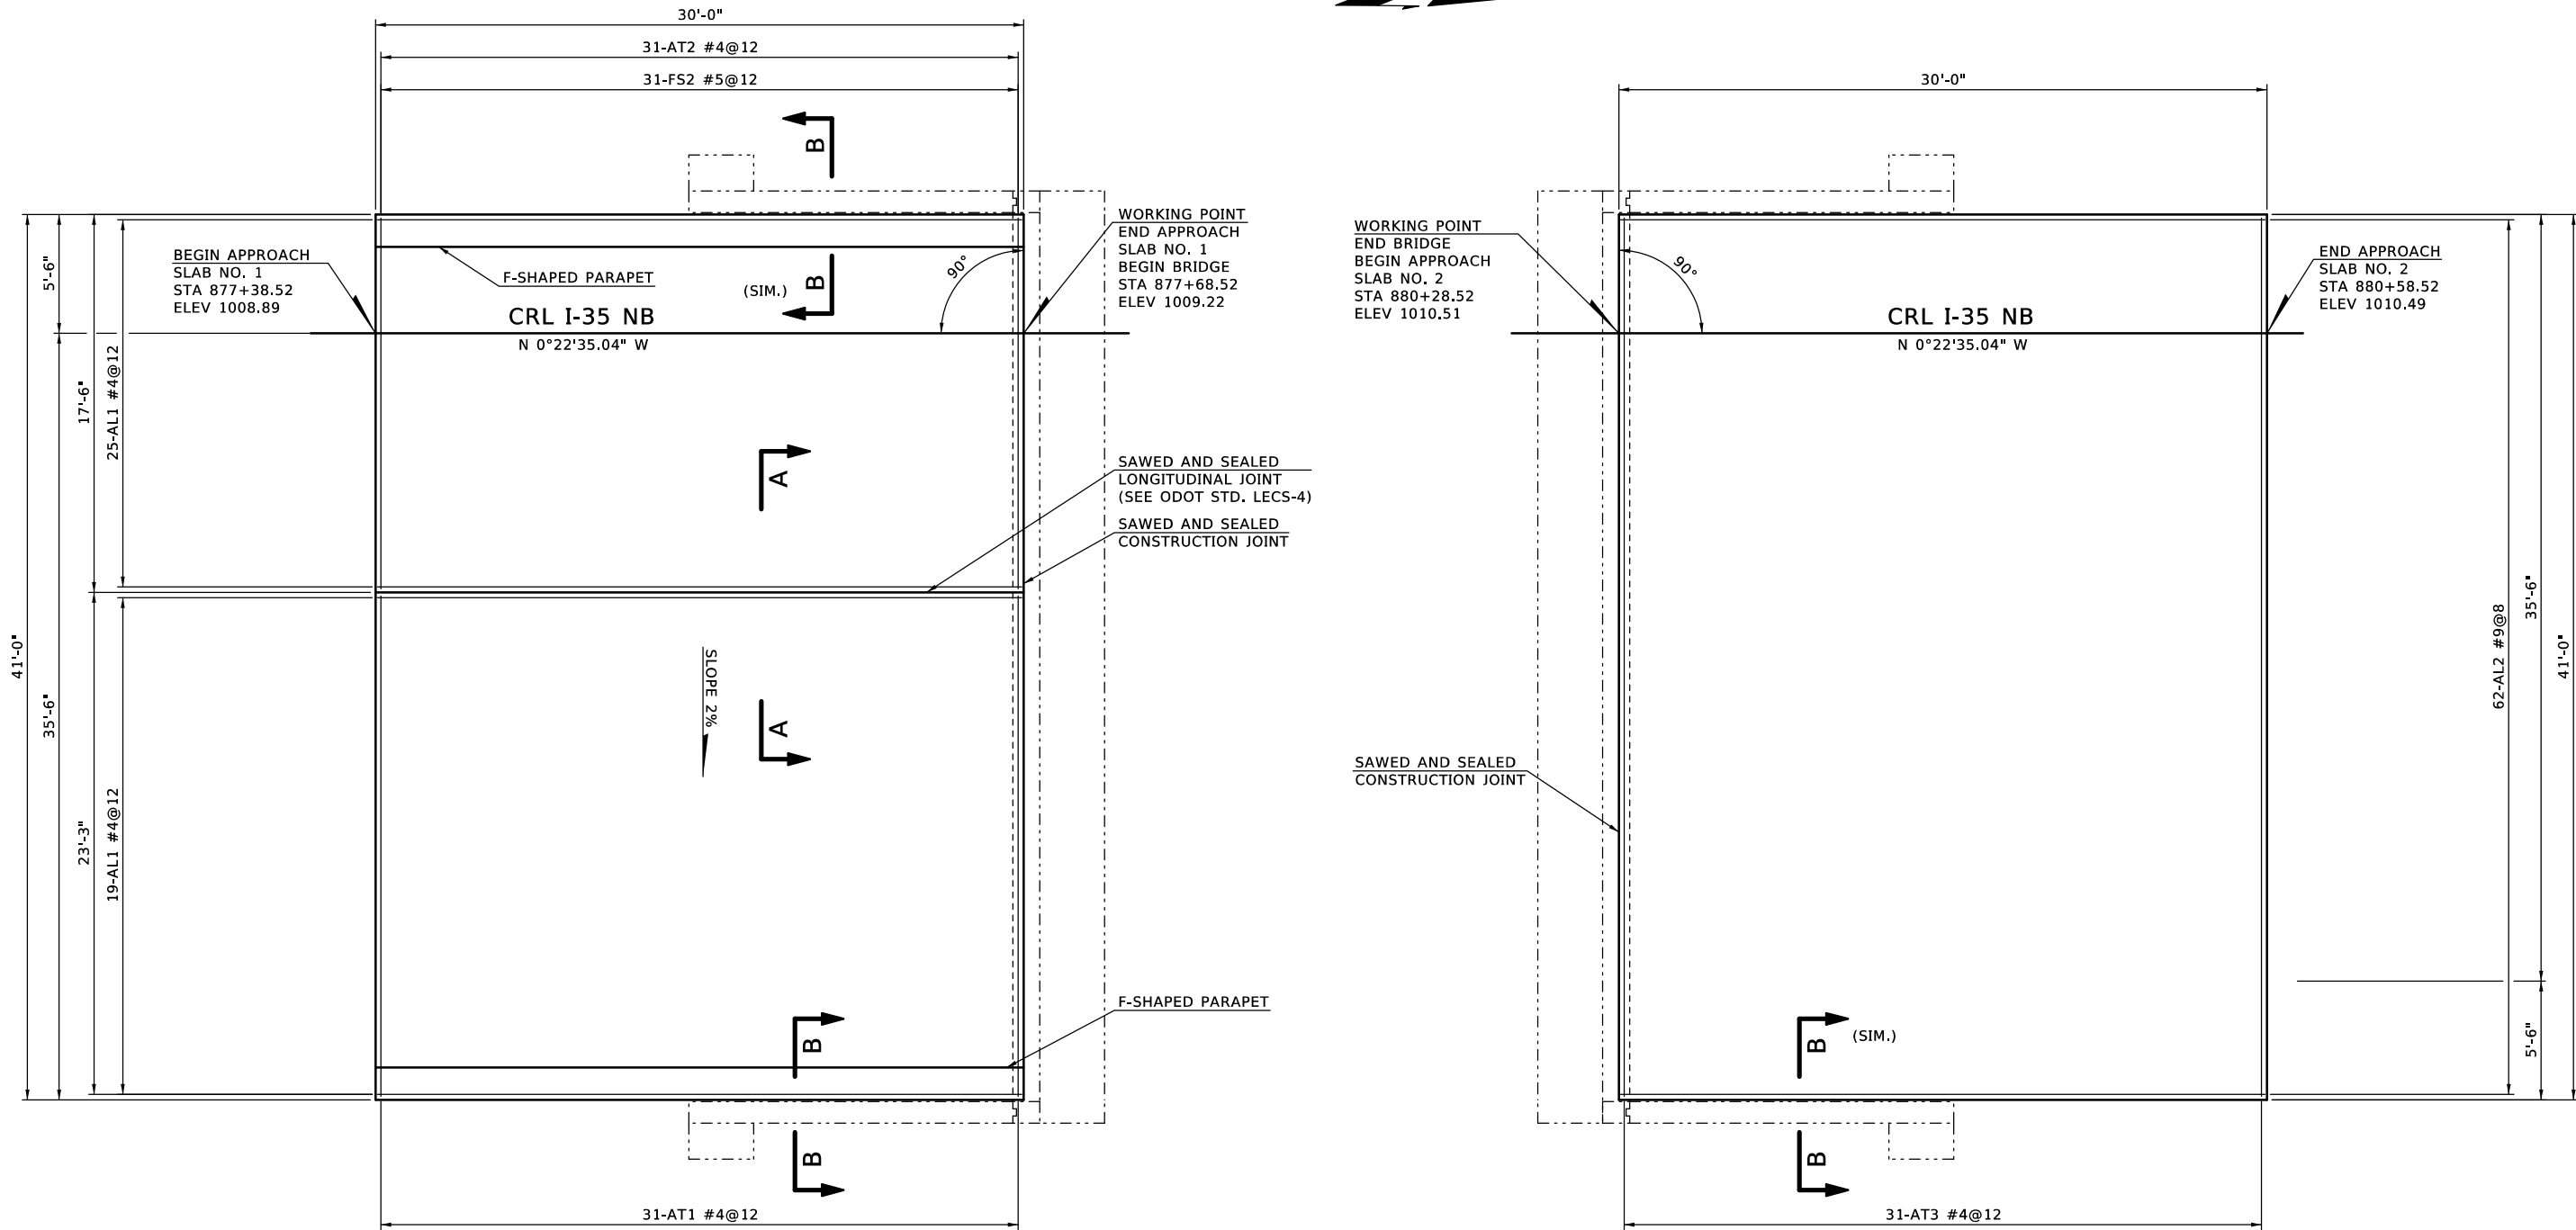 30'-0"
31-AT2 #4@12
31-FS2 #5@12
B
BEGIN APPROACH
SLAB NO. 1
STA 877+38.52
ELEV 1008.89
F-SHAPED PARAPET
(SIM.)
B
90°
WORKING POINT
END APPROACH
SLAB NO. 1
BEGIN BRIDGE
STA 877+68.52
ELEV 1009.22
CRL I-35 NB
N 0°22'35.04" W
5'-6"
17'-6"
25-AL1 #4@12
A
SAWED AND SEALED
LONGITUDINAL JOINT
(SEE ODOT STD. LECS-4)
SAWED AND SEALED
CONSTRUCTION JOINT
41'-0"
35'-6"
23'-3"
19-AL1 #4@12
SLOPE 2%
A
F-SHAPED PARAPET
B
B
31-AT1 #4@12
30'-0"
WORKING POINT
END BRIDGE
BEGIN APPROACH
SLAB NO. 2
STA 880+28.52
ELEV 1010.51
90°
CRL I-35 NB
N 0°22'35.04" W
END APPROACH
SLAB NO. 2
STA 880+58.52
ELEV 1010.49
62-AL2 #9@8
35'-6"
41'-0"
5'-6"
SAWED AND SEALED
CONSTRUCTION JOINT
B
(SIM.)
B
31-AT3 #4@12